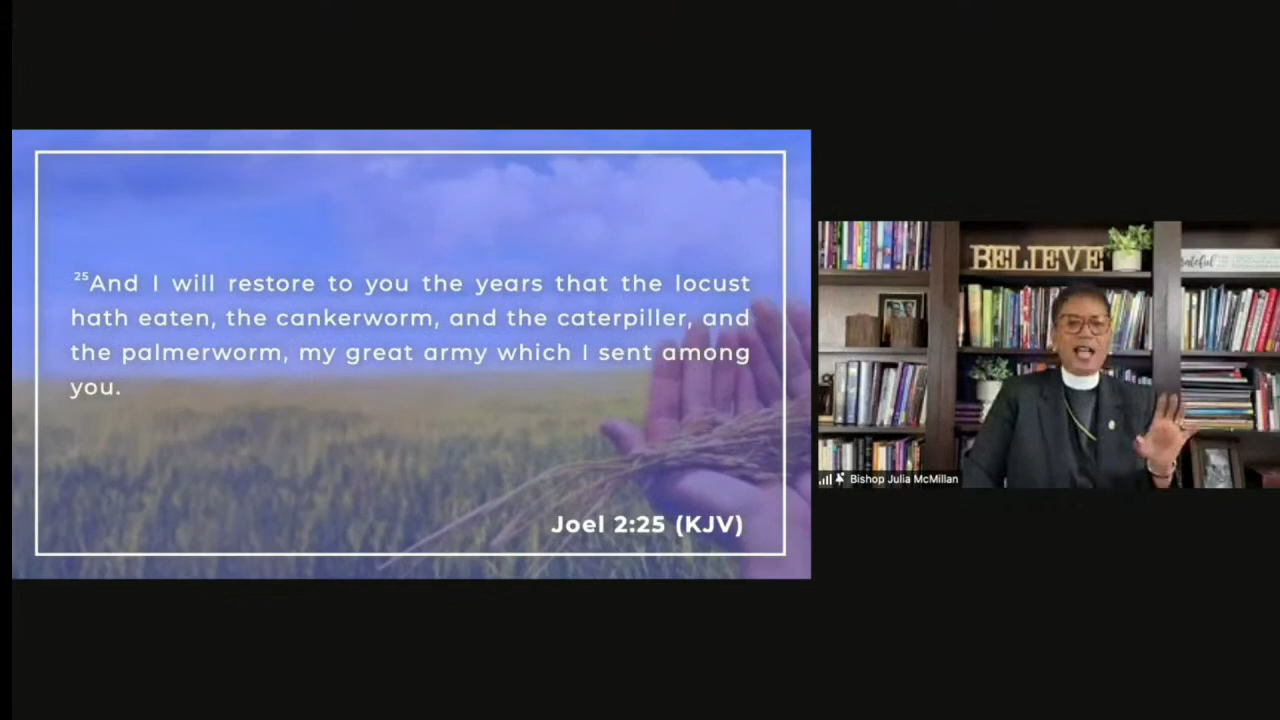 25And I will restore to you the years that the locust
hath eaten, the cankerworm, and the caterpiller, and
the palmerworm, my great army which I sent among
you.
Joel 2:25 (KJV)
BELIEVE
grateful
Bishop Julia McMillan